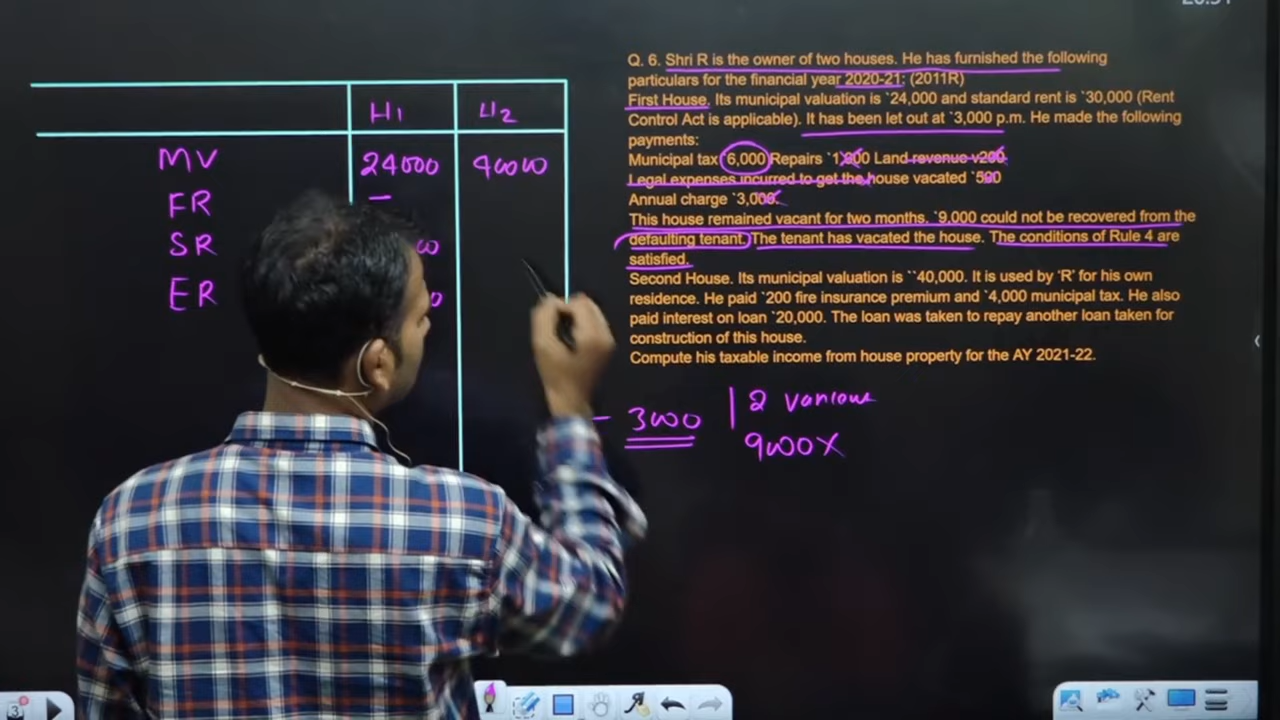 H1 H2
MV 24000 40000
FR –
SR
ER
Q. 6. Shri R is the owner of two houses. He has furnished the following
particulars for the financial year 2020-21: (2011R)
First House. Its municipal valuation is `24,000 and standard rent is `30,000 (Rent
Control Act is applicable). It has been let out at `3,000 p.m. He made the following
payments:
Municipal tax `6,000 Repairs `1,000 Land revenue v200
Legal expenses incurred to get the house vacated `500
Annual charge `3,000.
This house remained vacant for two months. `9,000 could not be recovered from the
defaulting tenant. The tenant has vacated the house. The conditions of Rule 4 are
satisfied.
Second House. Its municipal valuation is ``40,000. It is used by ‘R’ for his own
residence. He paid `200 fire insurance premium and `4,000 municipal tax. He also
paid interest on loan `20,000. The loan was taken to repay another loan taken for
construction of this house.
Compute his taxable income from house property for the AY 2021-22.
– 3000 | 2
9000 X